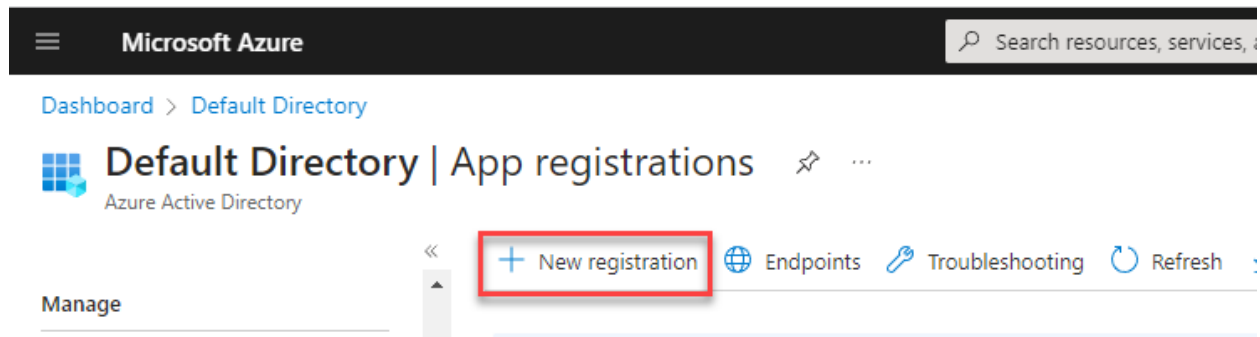 Microsoft Azure
Search resources, services,
Dashboard > Default Directory
Default Directory | App registrations ...
Azure Active Directory
« + New registration Endpoints Troubleshooting Refresh
Manage